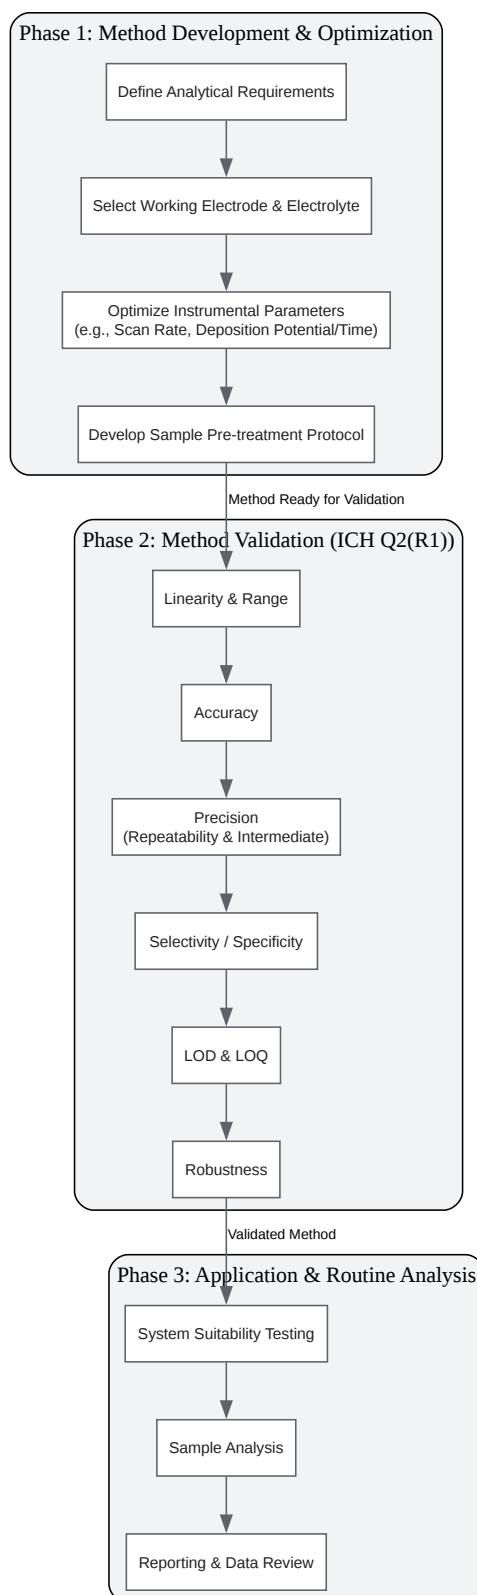 Phase 1: Method Development & Optimization
Define Analytical Requirements
Select Working Electrode & Electrolyte
Optimize Instrumental Parameters
(e.g., Scan Rate, Deposition Potential/Time)
Develop Sample Pre-treatment Protocol
Method Ready for Validation
Phase 2: Method Validation (ICH Q2(R1))
Linearity & Range
Accuracy
Precision
(Repeatability & Intermediate)
Selectivity / Specificity
LOD & LOQ
Robustness
Validated Method
Phase 3: Application & Routine Analysis
System Suitability Testing
Sample Analysis
Reporting & Data Review